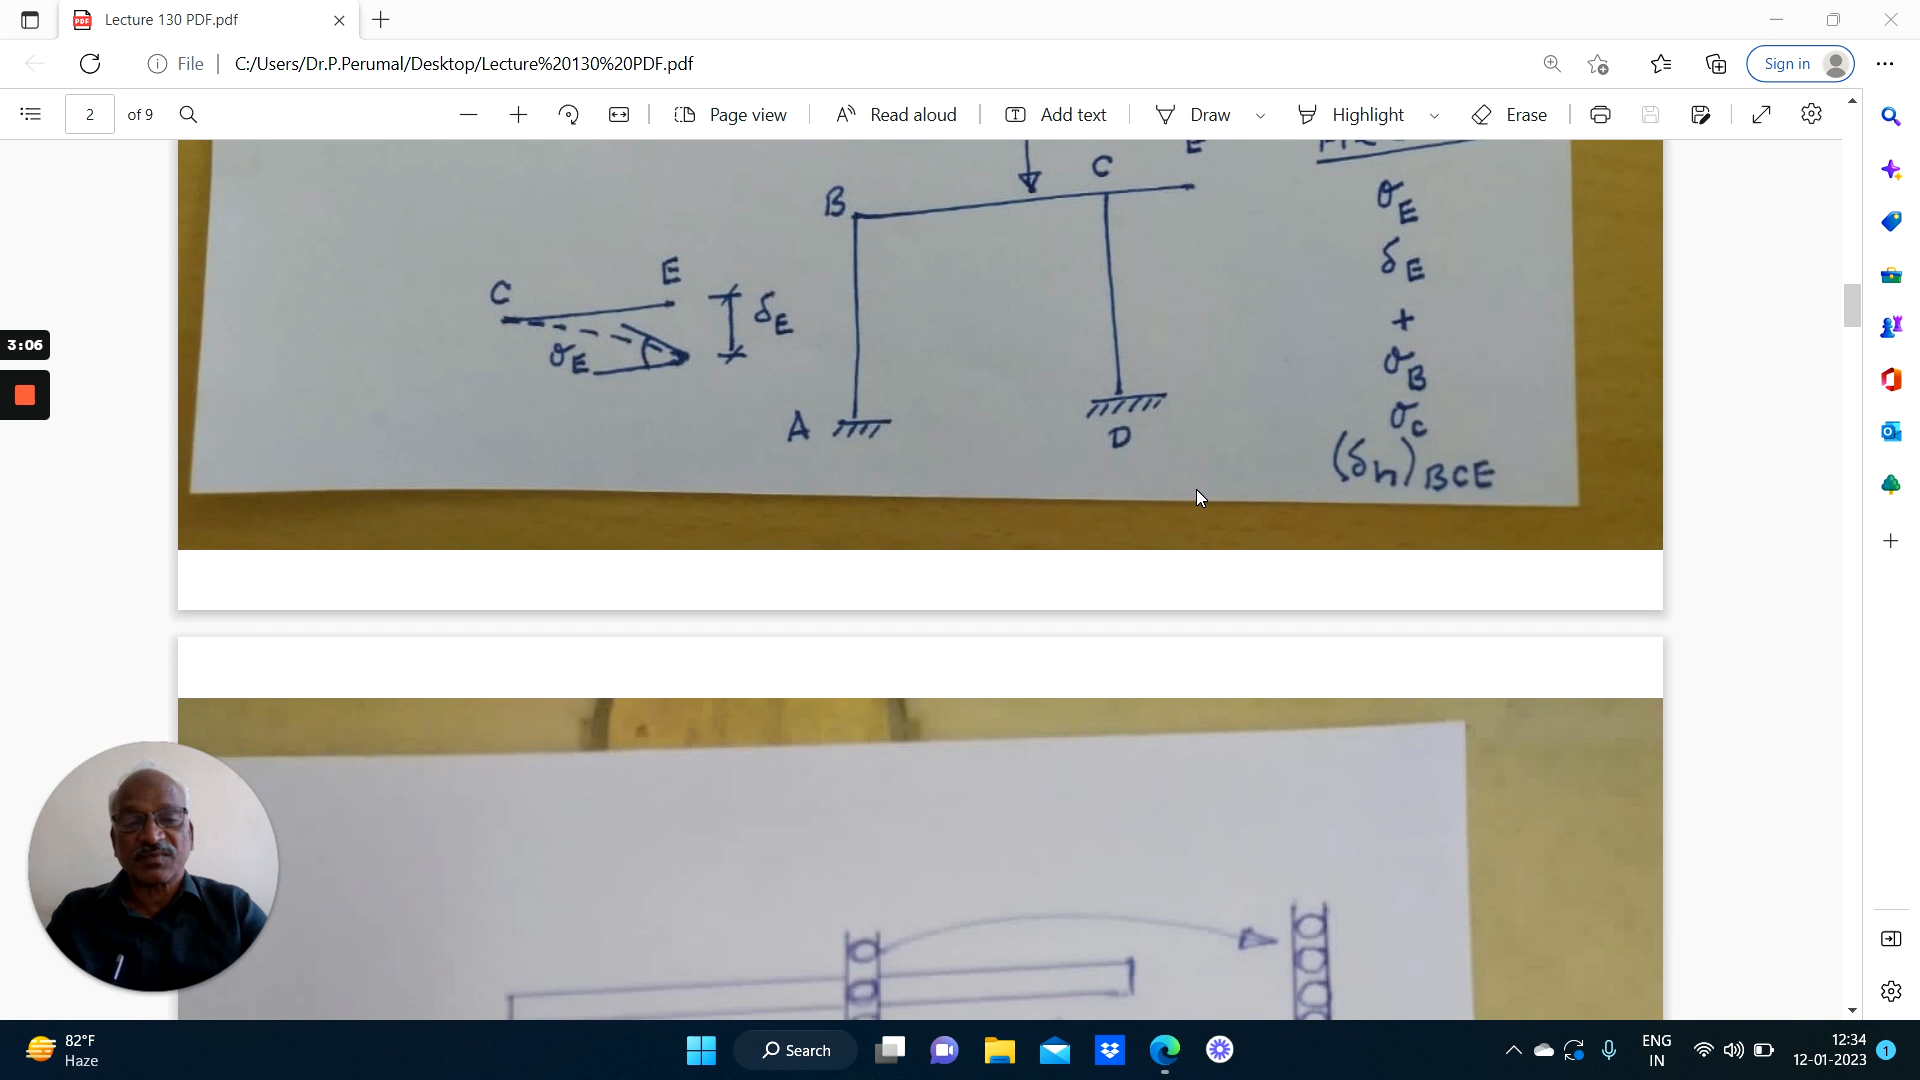 Lecture 130 PDF.pdf
File
C:/Users/Dr.P.Perumal/Desktop/Lecture%20130%20PDF.pdf
Sign in
2 of 9
Page view
Read aloud
Add text
Draw
Highlight
Erase
E
C
B
C
E
δE
θE
A
D
θE
δE
+
θB
θC
(δh)BCE
3:06
82°F
Haze
Search
ENG
IN
12:34
12-01-2023
1